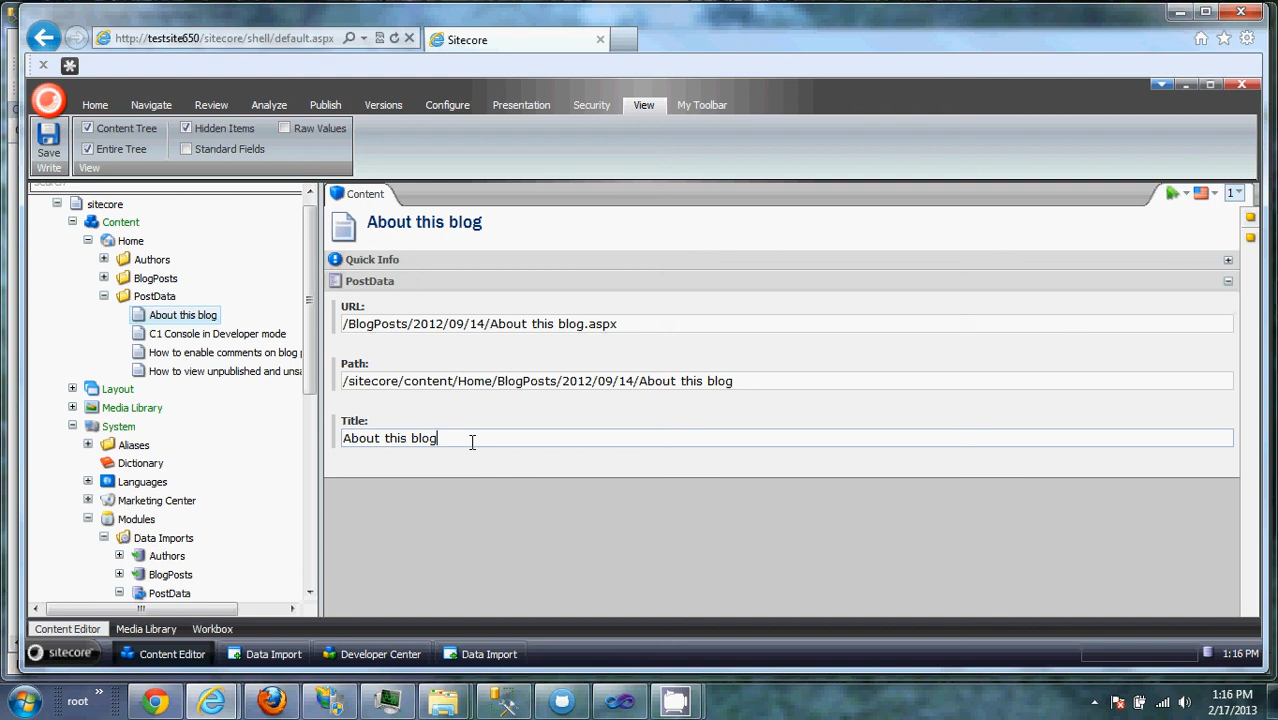 http://testsite650/sitecore/shell/default.aspx
Sitecore
Home Navigate Review Analyze Publish Versions Configure Presentation Security View My Toolbar
Save
Write
Content Tree Hidden Items Raw Values
Entire Tree Standard Fields
View
Search
sitecore
Content
Home
Authors
BlogPosts
PostData
About this blog
C1 Console in Developer mode
How to enable comments on blog
How to view unpublished and unsa
Layout
Media Library
System
Aliases
Dictionary
Languages
Marketing Center
Modules
Data Imports
Authors
BlogPosts
PostData
Content
1
About this blog
Quick Info
PostData
URL:
/BlogPosts/2012/09/14/About this blog.aspx
Path:
/sitecore/content/Home/BlogPosts/2012/09/14/About this blog
Title:
About this blog
Content Editor Media Library Workbox
sitecore Content Editor Data Import Developer Center Data Import 1:16 PM
root »
1:16 PM
2/17/2013